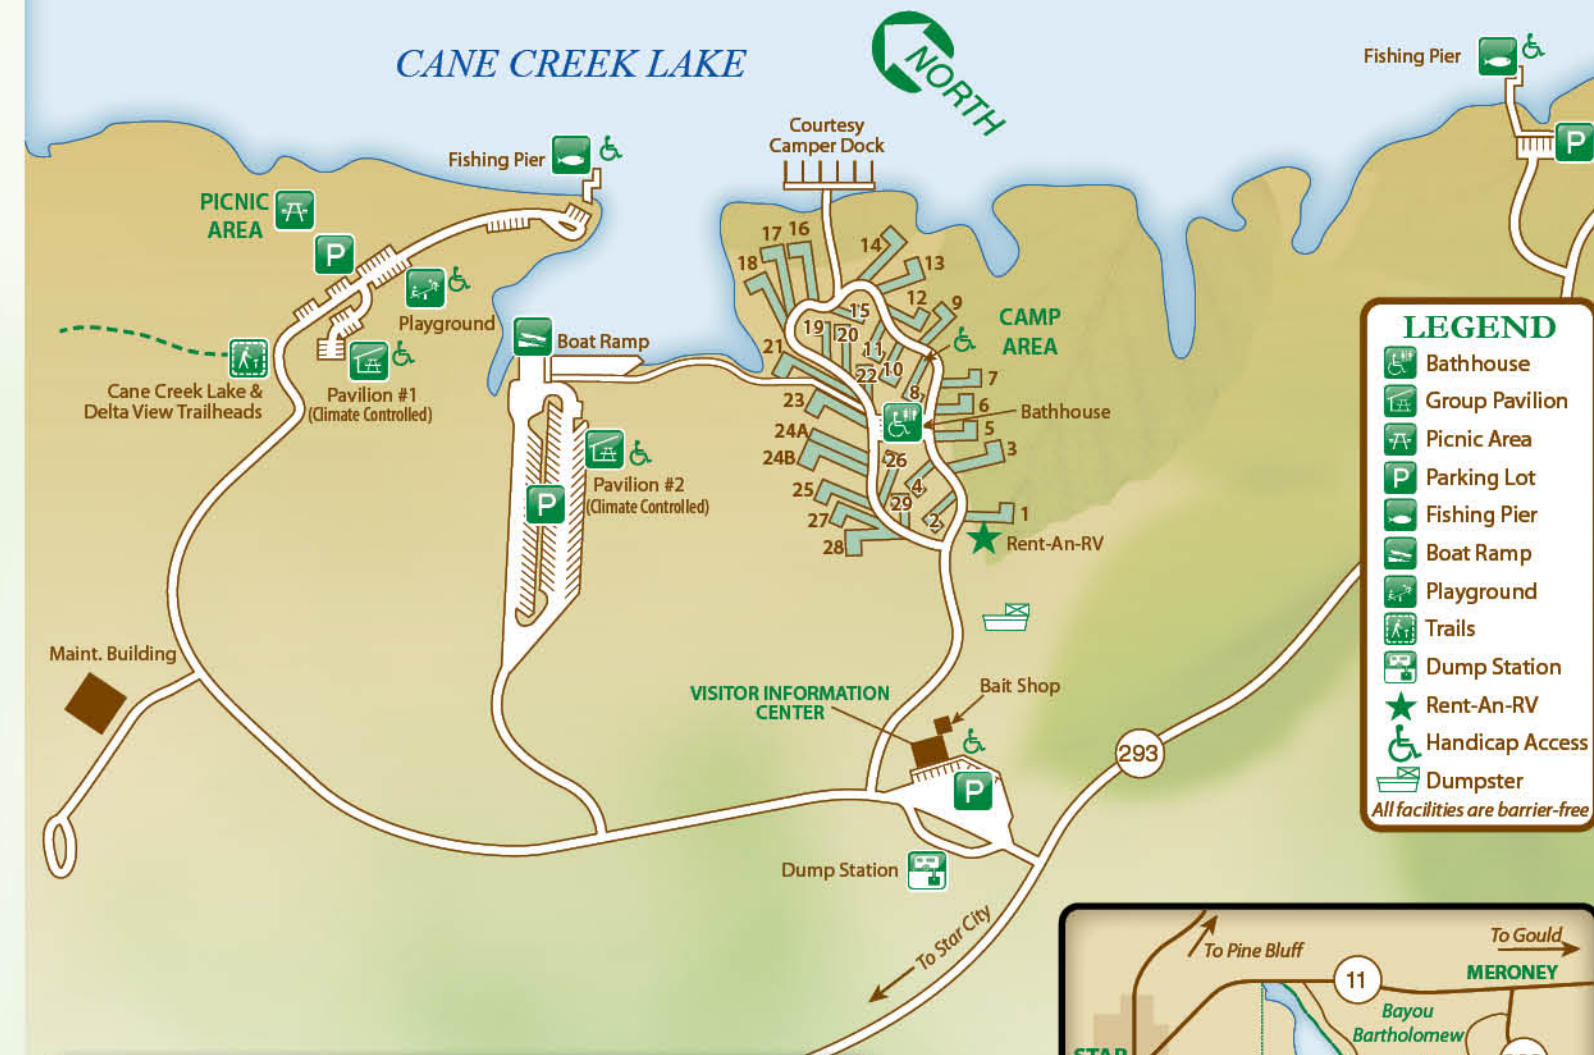 CANE CREEK LAKE
NORTH
Fishing Pier
P
Courtesy
Camper Dock
Fishing Pier
PICNIC
AREA
P
Playground
Cane Creek Lake &
Delta View Trailheads
Pavilion #1
(Climate Controlled)
Boat Ramp
Pavilion #2
(Climate Controlled)
P
17
16
18
14
13
12
9
15
19
20
11
21
10
22
8
7
6
5
23
24A
24B
3
26
4
25
29
27
2
1
28
CAMP
AREA
Bathhouse
Rent-An-RV
Maint. Building
VISITOR INFORMATION
CENTER
Bait Shop
P
293
Dump Station
To Star City
LEGEND
Bathhouse
Group Pavilion
Picnic Area
P Parking Lot
Fishing Pier
Boat Ramp
Playground
Trails
Dump Station
Rent-An-RV
Handicap Access
Dumpster
All facilities are barrier-free
To Pine Bluff
To Gould
11
MERONEY
Bayou
Bartholomew
STAR